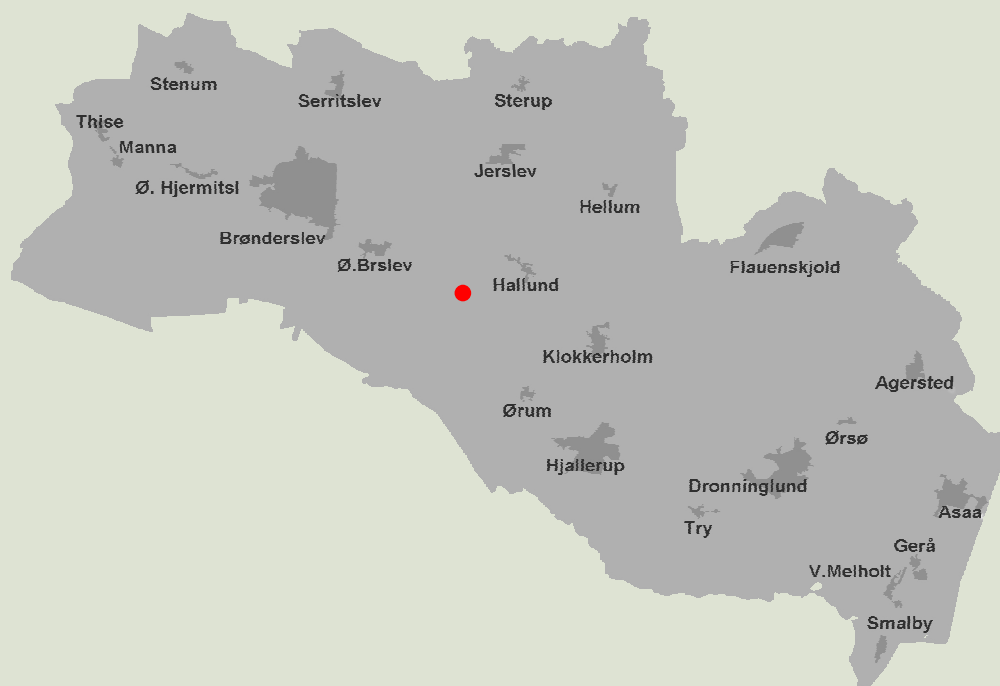 Stenum
Serritslev
Sterup
Thise
Manna
Jerslev
Ø. Hjermitsl
Hellum
Brønderslev
Ø.Brslev
Flauenskjold
Hallund
Klokkerholm
Agersted
Ørum
Ørsø
Hjallerup
Dronninglund
Asaa
Try
Gerå
V.Melholt
Smalby